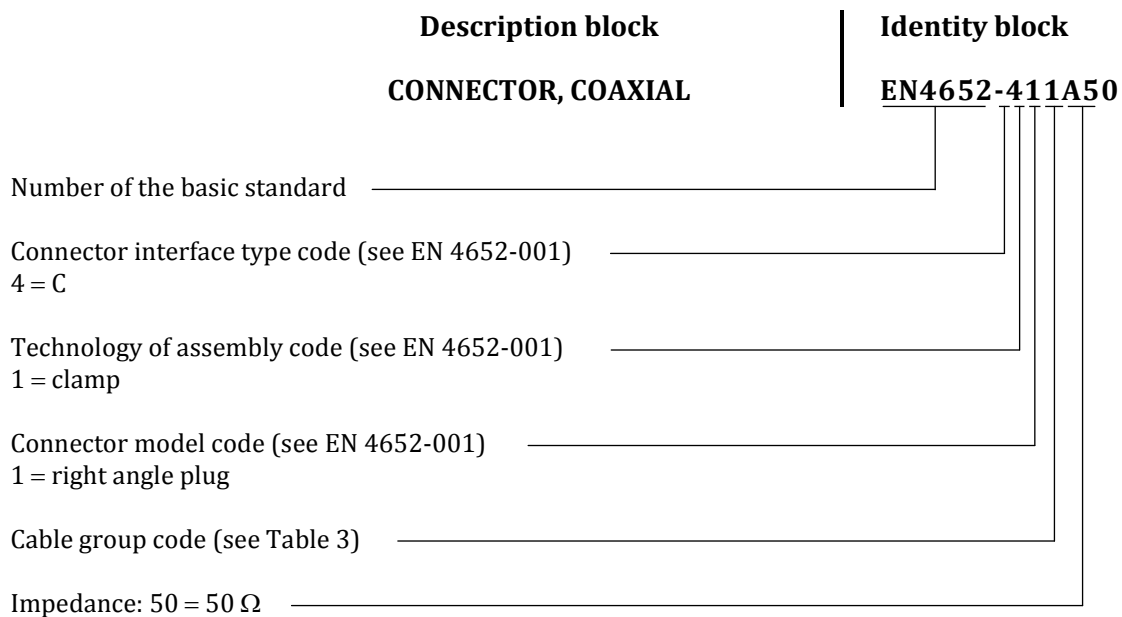 Description block Identity block
CONNECTOR, COAXIAL EN4652-411A50
Number of the basic standard
Connector interface type code (see EN 4652-001)
4 = C
Technology of assembly code (see EN 4652-001)
1 = clamp
Connector model code (see EN 4652-001)
1 = right angle plug
Cable group code (see Table 3)
Impedance: 50 = 50 Ω